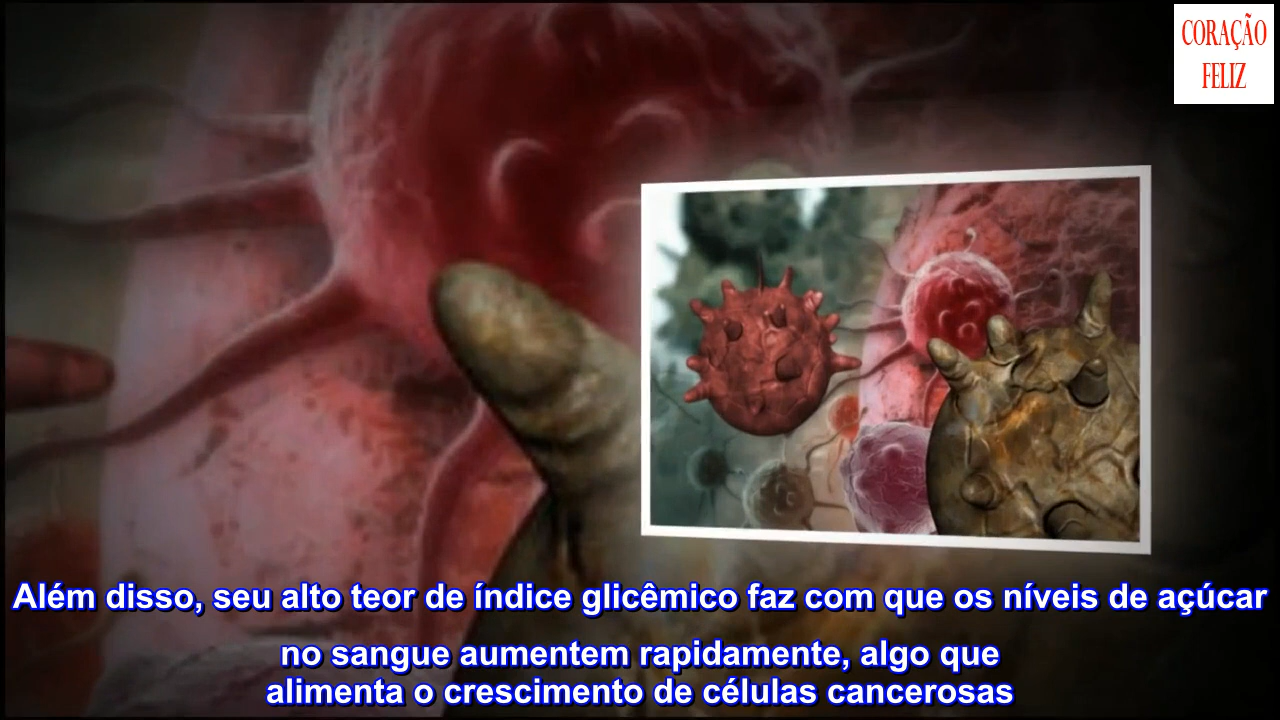 CORAÇÃO
FELIZ
Além disso, seu alto teor de índice glicêmico faz com que os níveis de açúcar
no sangue aumentem rapidamente, algo que
alimenta o crescimento de células cancerosas